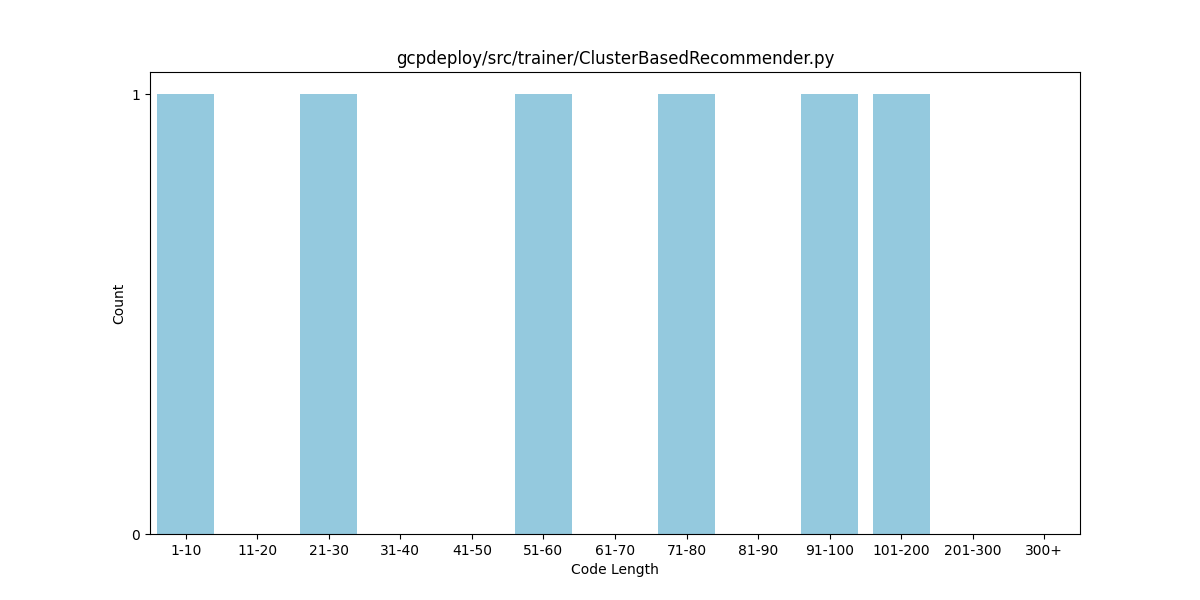 gcpdeploy/src/trainer/ClusterBasedRecommender.py
1
0
Count
1-10 11-20 21-30 31-40 41-50 51-60 61-70 71-80 81-90 91-100 101-200 201-300 300+
Code Length